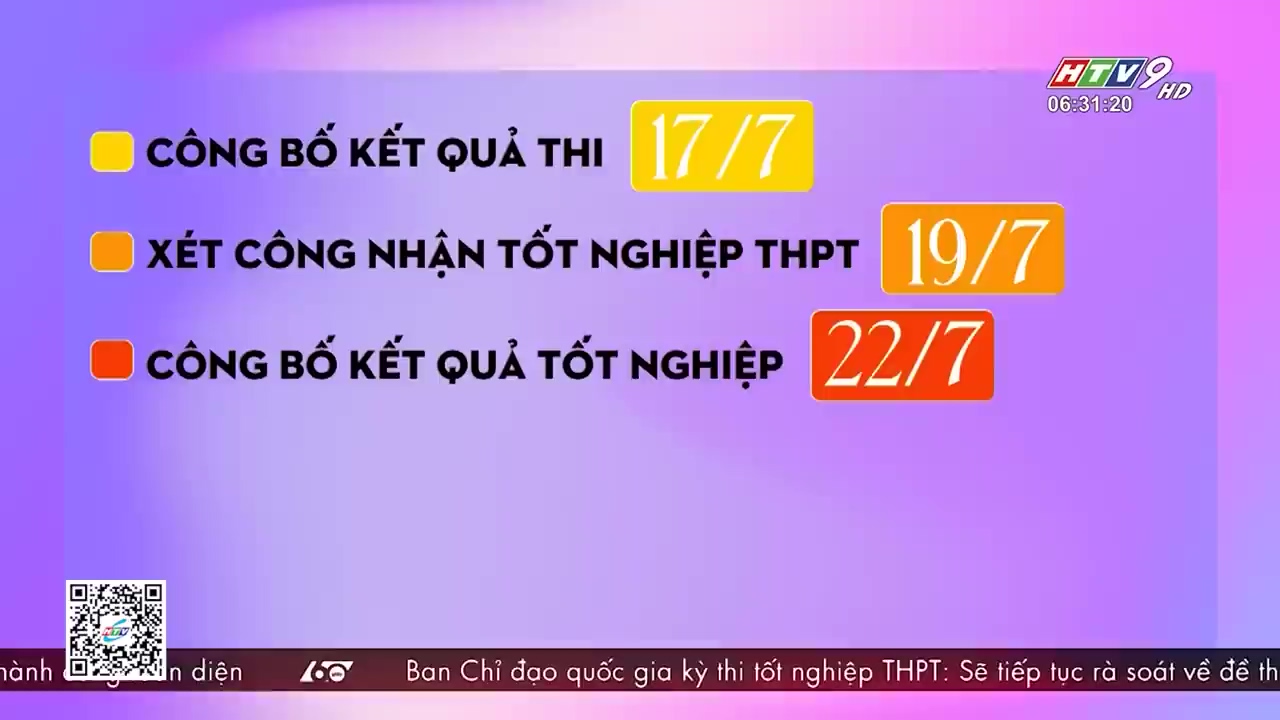 HTV9 HD
06:31:20
CÔNG BỐ KẾT QUẢ THI 17/7
XÉT CÔNG NHẬN TỐT NGHIỆP THPT 19/7
CÔNG BỐ KẾT QUẢ TỐT NGHIỆP 22/7
HTV
diện 60 Ban Chỉ đạo quốc gia kỳ thi tốt nghiệp THPT: Sẽ tiếp tục rà soát về đề